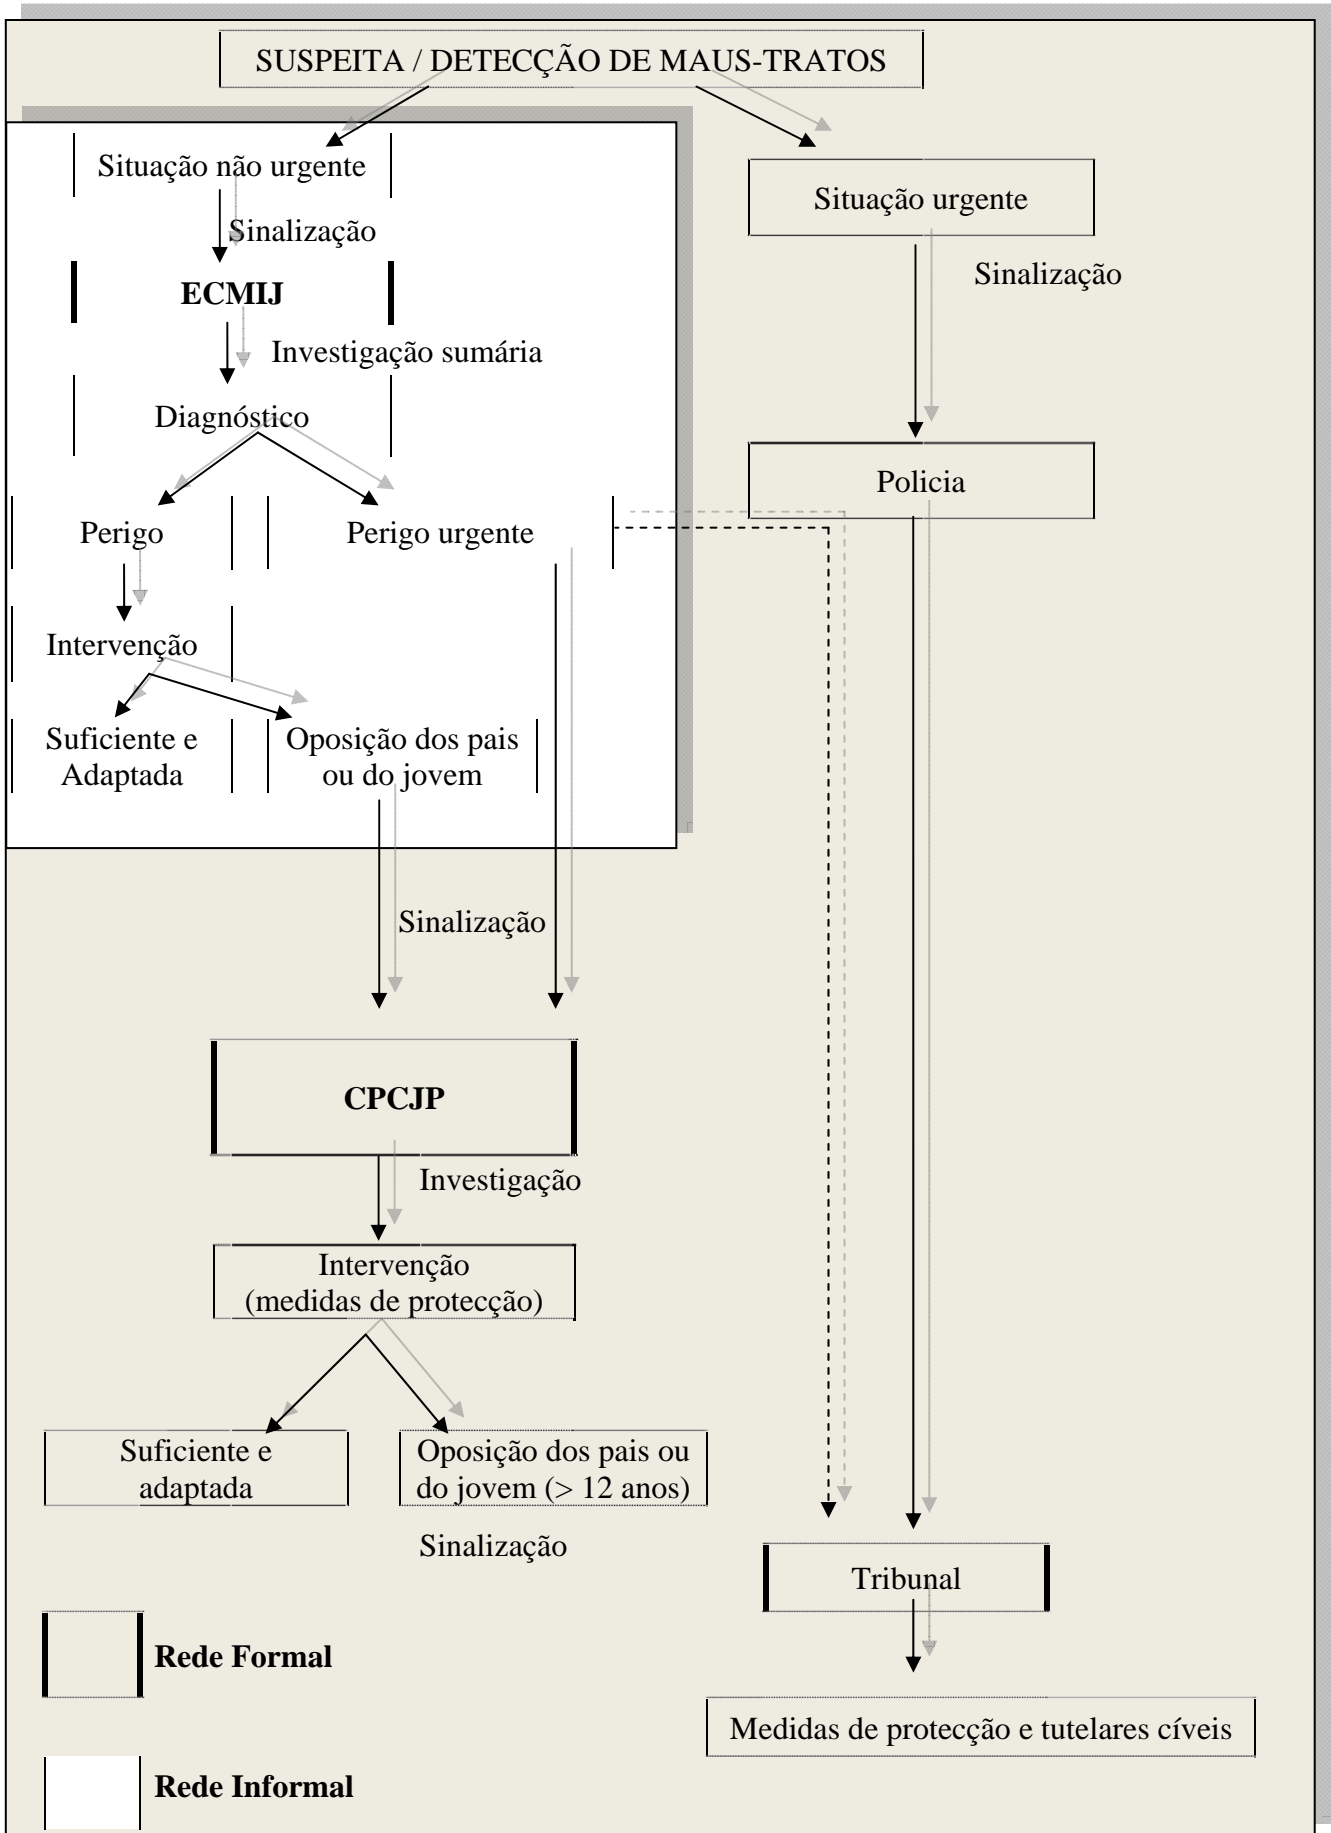 SUSPEITA / DETECÇÃO DE MAUS-TRATOS
Situação não urgente
Situação urgente
Sinalização
Sinalização
ECMIJ
Investigação sumária
Diagnóstico
Policia
Perigo
Perigo urgente
Intervenção
Suficiente e
Adaptada
Oposição dos pais
ou do jovem
Sinalização
CPCJP
Investigação
Intervenção
(medidas de protecção)
Suficiente e
adaptada
Oposição dos pais ou
do jovem (> 12 anos)
Sinalização
Tribunal
Rede Formal
Medidas de protecção e tutelares cíveis
Rede Informal